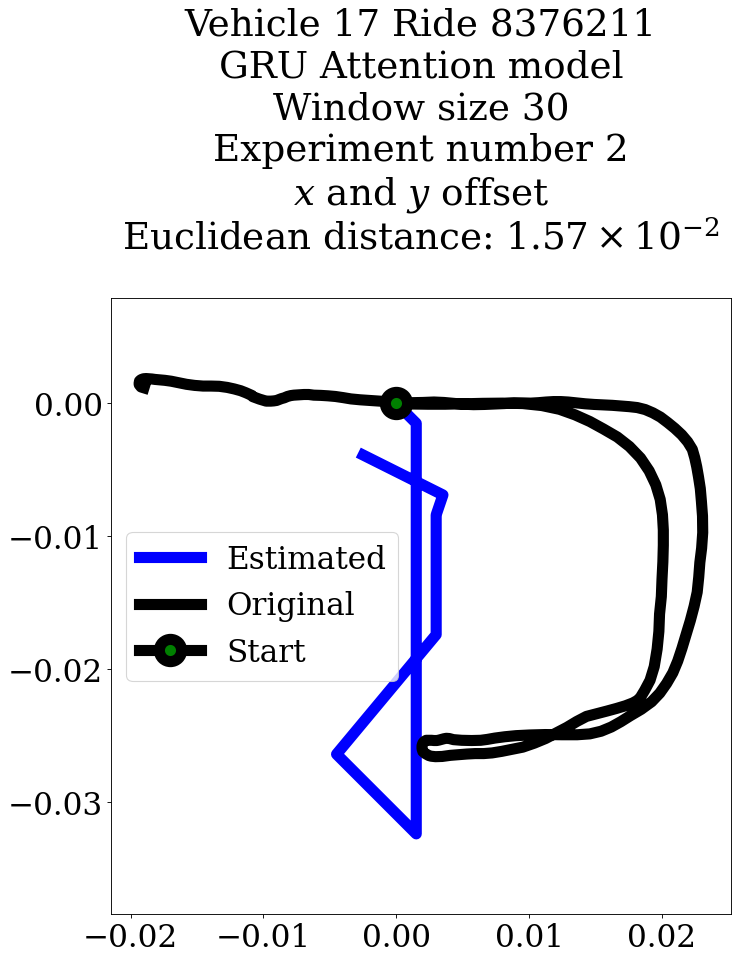 Vehicle 17 Ride 8376211
GRU Attention model
Window size 30
Experiment number 2
x and y offset
Euclidean distance: 1.57 × 10⁻²
0.00
−0.01
−0.02
−0.03
Estimated
Original
Start
−0.02 −0.01 0.00 0.01 0.02